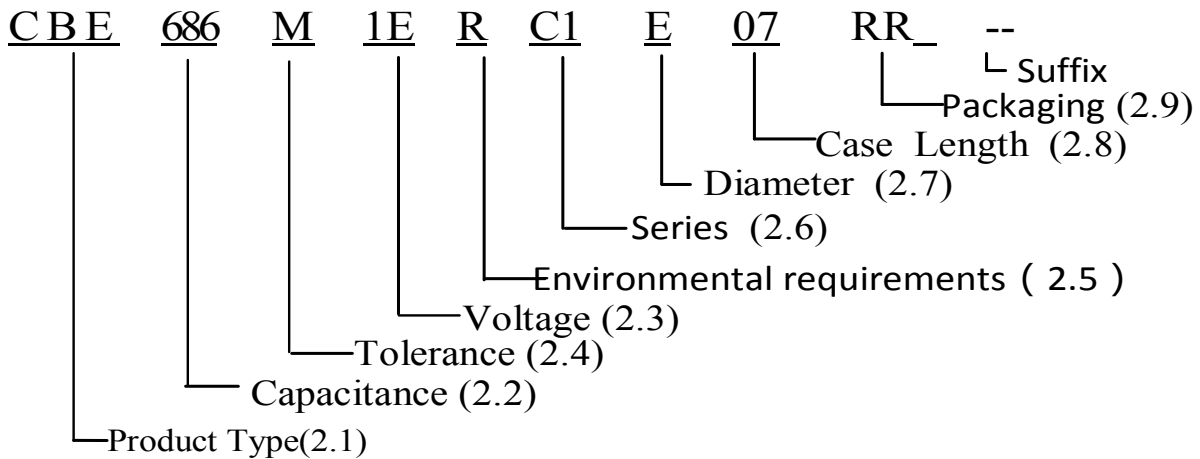 CBE 686 M 1E R C1 E 07 RR_ --
Suffix
Packaging (2.9)
Case Length (2.8)
Diameter (2.7)
Series (2.6)
Environmental requirements ( 2.5 )
Voltage (2.3)
Tolerance (2.4)
Capacitance (2.2)
Product Type(2.1)